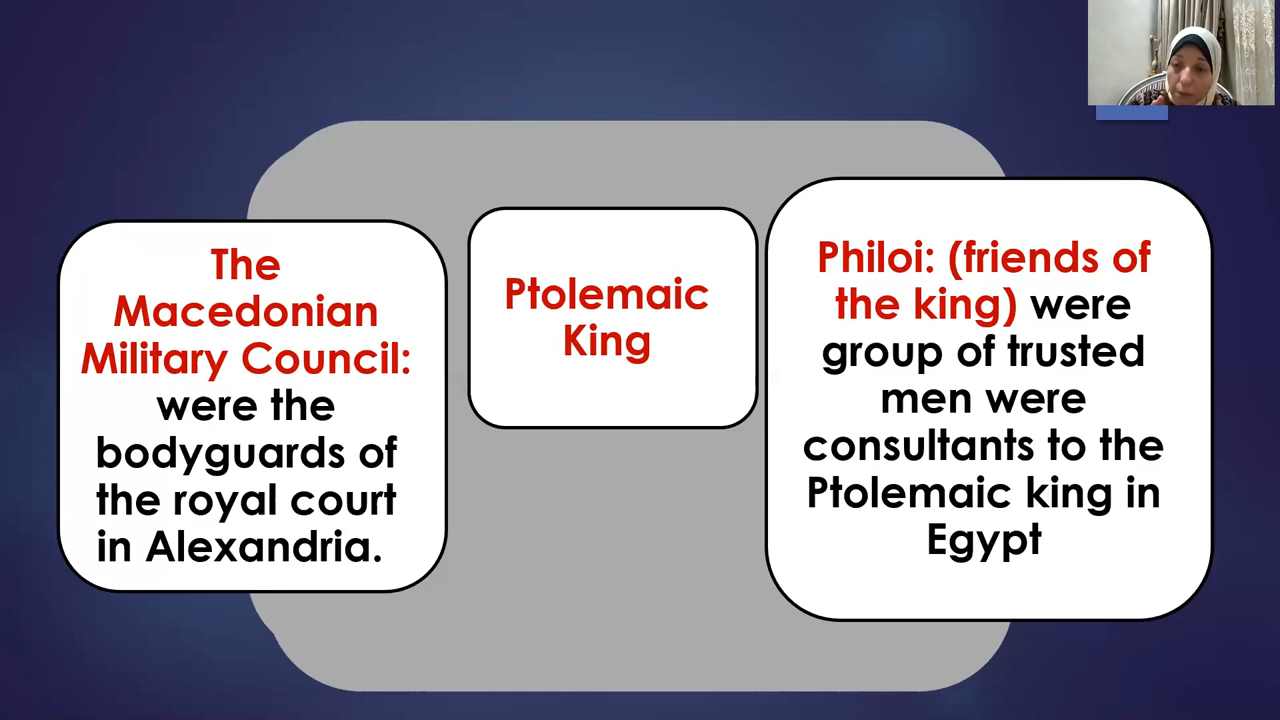 The
Macedonian
Military Council:
were the
bodyguards of
the royal court
in Alexandria.
Ptolemaic
King
Philoi: (friends of
the king) were
group of trusted
men were
consultants to the
Ptolemaic king in
Egypt